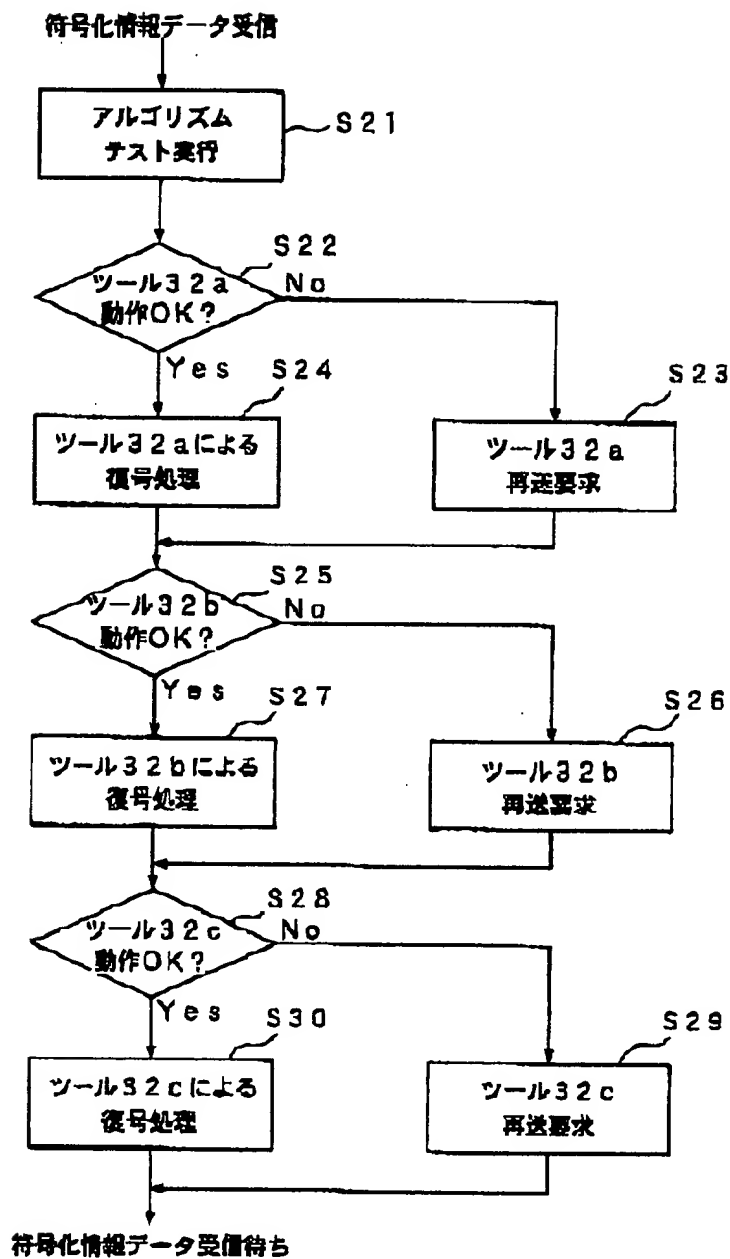 符号化情報データ受信
アルゴリズム
テスト実行
S21
S22
ツール32a
動作OK?
No
Yes
S24
S23
ツール32aによる
復号処理
ツール32a
再送要求
S25
ツール32b
動作OK?
No
Yes
S27
S26
ツール32bによる
復号処理
ツール32b
再送要求
S28
ツール32c
動作OK?
No
Yes
S30
S29
ツール32cによる
復号処理
ツール32c
再送要求
符号化情報データ受信待ち